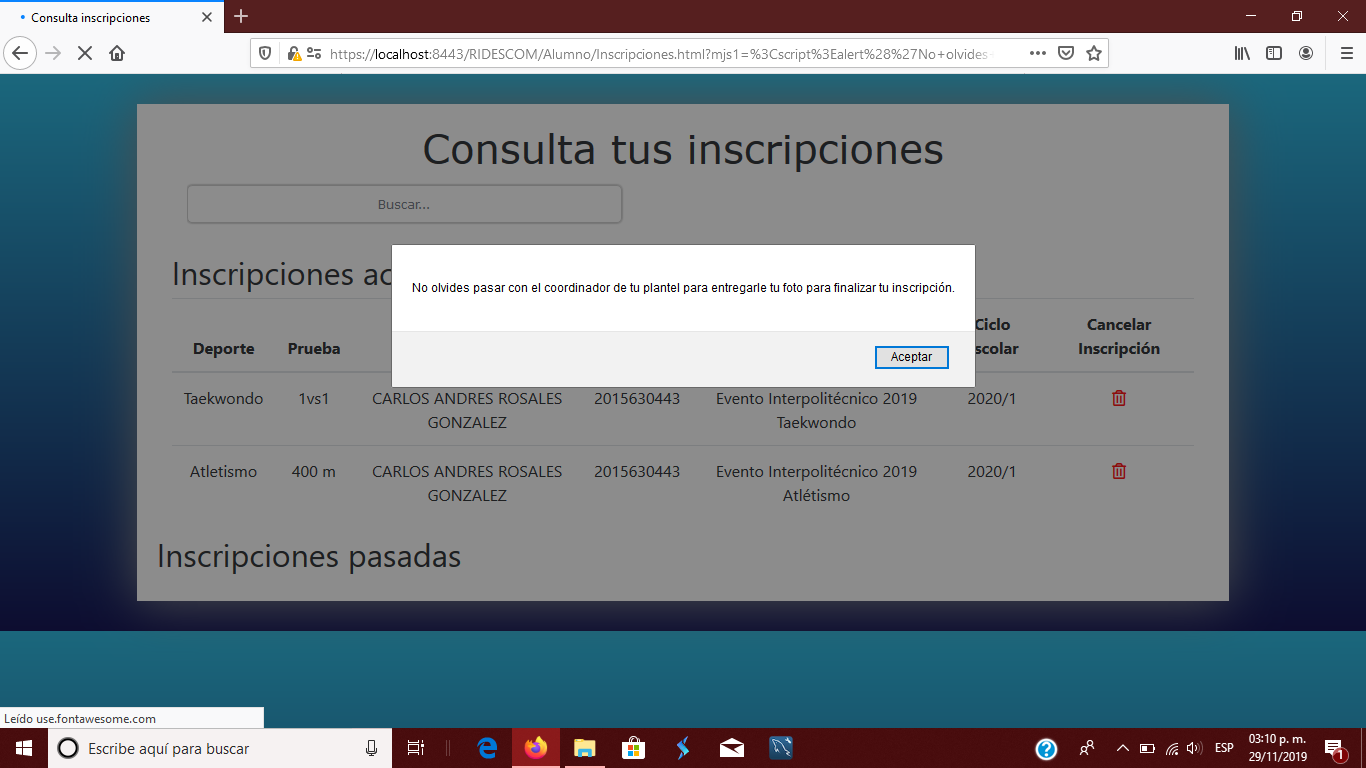 Consulta inscripciones
https://localhost:8443/RIDESCOM/Alumno/Inscripciones.html?mjs1=%3Cscript%3Ealert%28%27No+olvides
Consulta tus inscripciones
Buscar...
Inscripciones ac
No olvides pasar con el coordinador de tu plantel para entregarle tu foto para finalizar tu inscripción.
Aceptar
Deporte Prueba Ciclo scolar Cancelar Inscripción
Taekwondo 1vs1 CARLOS ANDRES ROSALES 2015630443 Evento Interpolitécnico 2019 2020/1
GONZALEZ Taekwondo
Atletismo 400 m CARLOS ANDRES ROSALES 2015630443 Evento Interpolitécnico 2019 2020/1
GONZALEZ Atlétismo
Inscripciones pasadas
Leído use.fontawesome.com
Escribe aquí para buscar
ESP
03:10 p. m.
29/11/2019
1